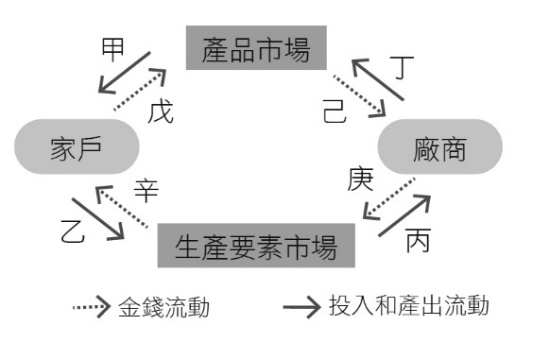 產品市場
甲
丁
戊
己
家戶
廠商
辛
庚
乙
丙
生產要素市場
金錢流動
投入和產出流動